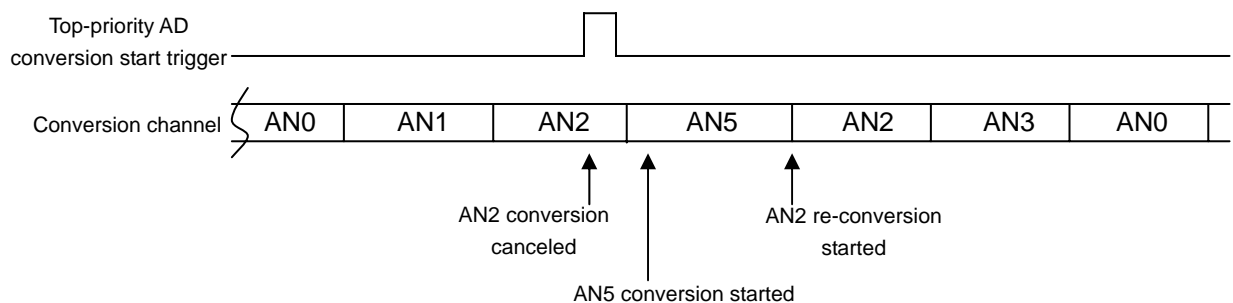 Top-priority AD
conversion start trigger
Conversion channel
AN0 AN1 AN2 AN5 AN2 AN3 AN0
AN2 conversion
canceled
AN2 re-conversion
started
AN5 conversion started